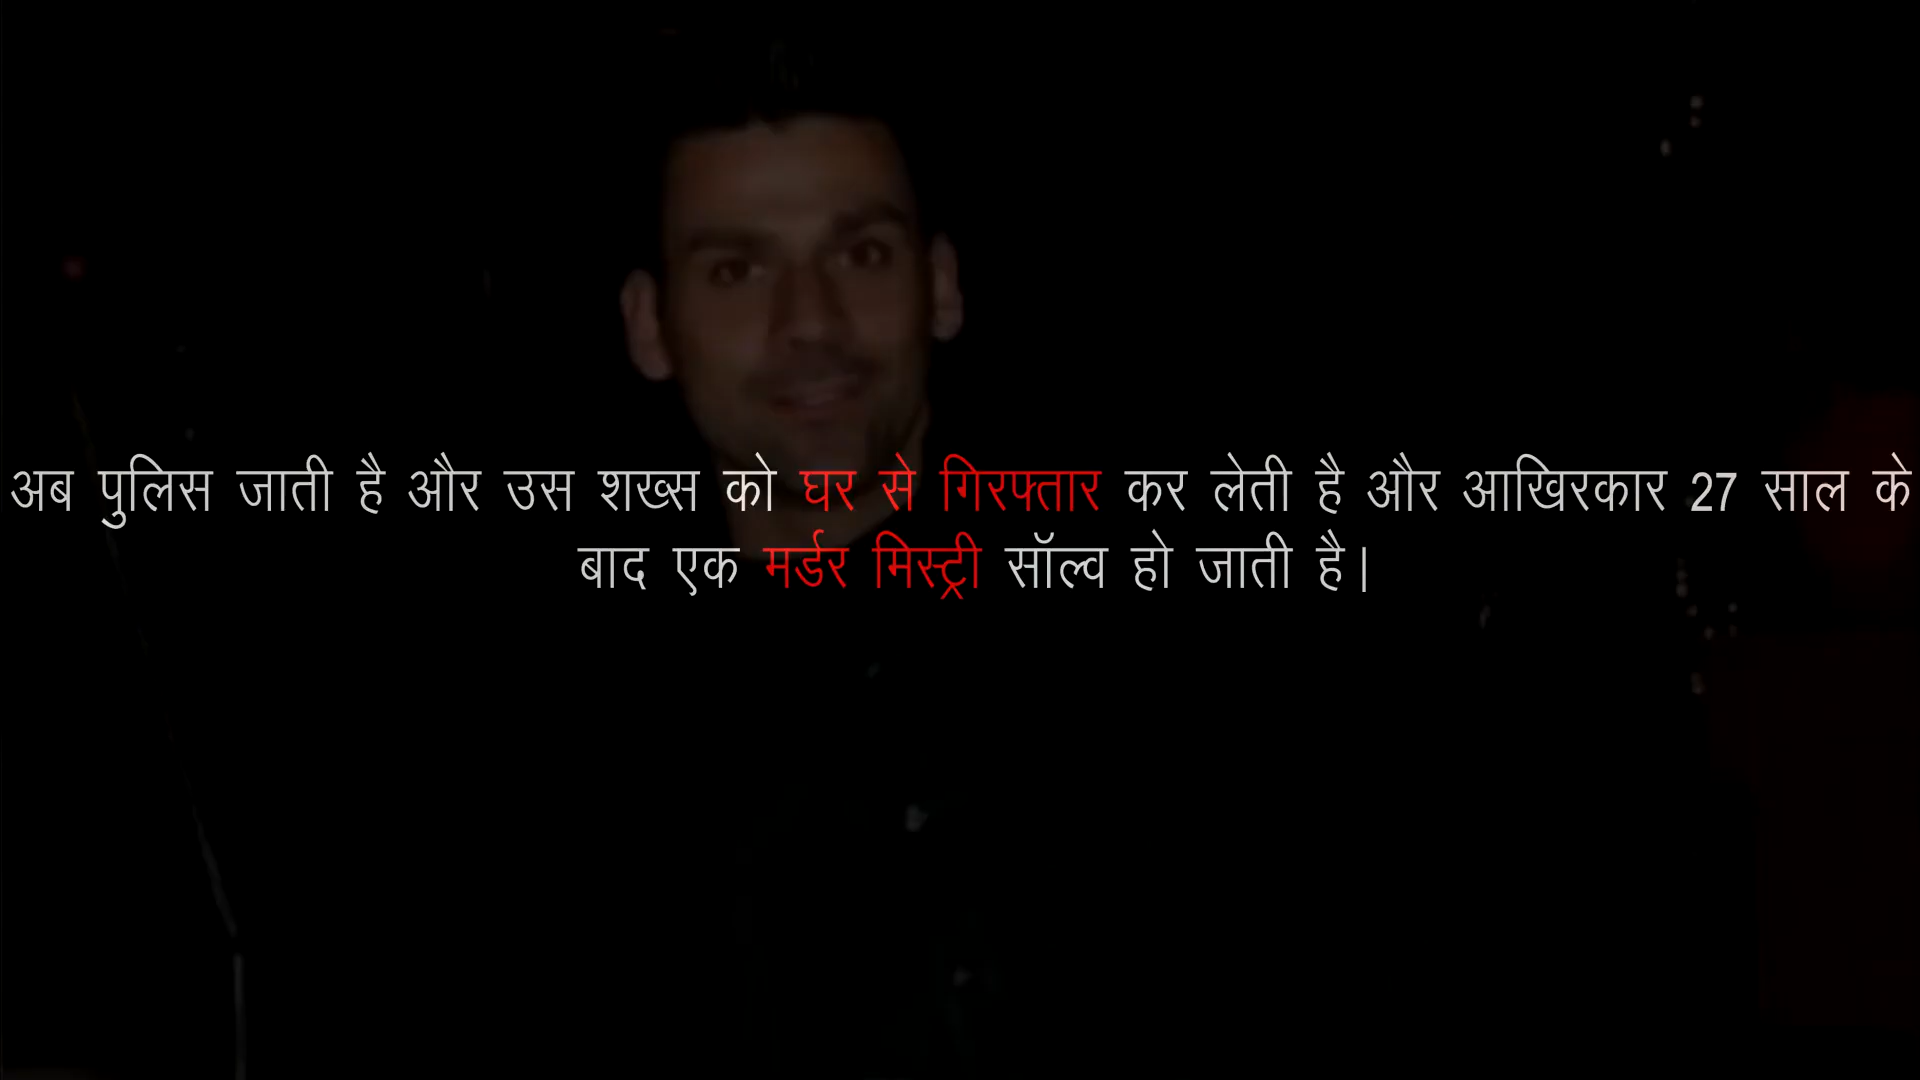 अब पुलिस जाती है और उस शख्स को घर से गिरफ्तार कर लेती है और आखिरकार 27 साल के
बाद एक मर्डर मिस्ट्री सॉल्व हो जाती है।